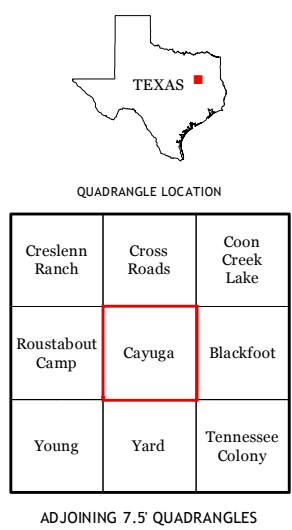 TEXAS
QUADRANGLE LOCATION
Creslenn
Ranch
Cross
Roads
Coon
Creek
Lake
Roustabout
Camp
Cayuga
Blackfoot
Young
Yard
Tennessee
Colony
ADJOINING 7.5' QUADRANGLES